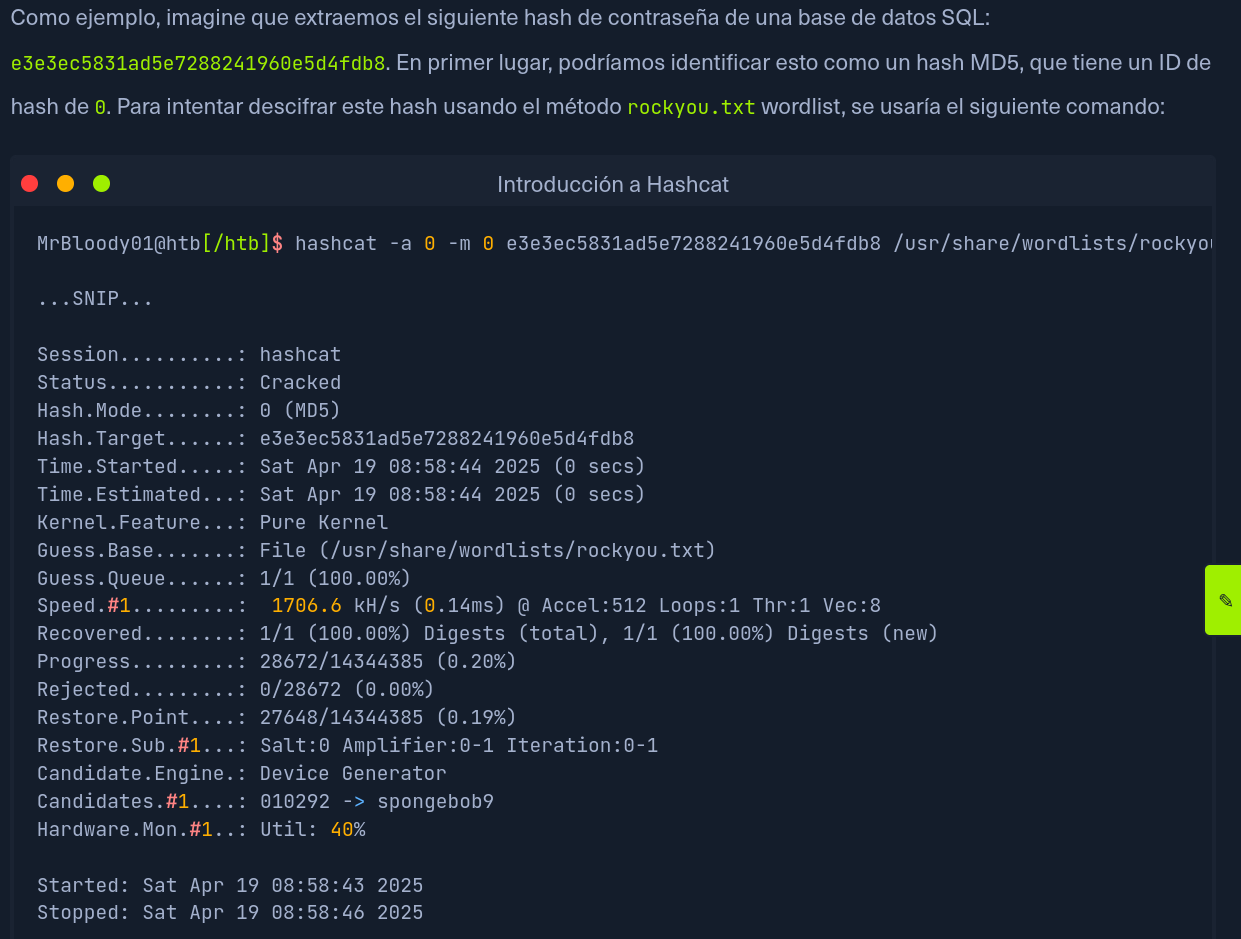 Como ejemplo, imagine que extraemos el siguiente hash de contraseña de una base de datos SQL:
e3e3ec5831ad5e7288241960e5d4fdb8. En primer lugar, podríamos identificar esto como un hash MD5, que tiene un ID de
hash de 0. Para intentar descifrar este hash usando el método rockyou.txt wordlist, se usaría el siguiente comando:
Introducción a Hashcat
MrBloody01@htb[/htb]$ hashcat -a 0 -m 0 e3e3ec5831ad5e7288241960e5d4fdb8 /usr/share/wordlists/rockyou
...SNIP...
Session..........: hashcat
Status...........: Cracked
Hash.Mode........: 0 (MD5)
Hash.Target......: e3e3ec5831ad5e7288241960e5d4fdb8
Time.Started.....: Sat Apr 19 08:58:44 2025 (0 secs)
Time.Estimated...: Sat Apr 19 08:58:44 2025 (0 secs)
Kernel.Feature...: Pure Kernel
Guess.Base.......: File (/usr/share/wordlists/rockyou.txt)
Guess.Queue......: 1/1 (100.00%)
Speed.#1.........:  1706.6 kH/s (0.14ms) @ Accel:512 Loops:1 Thr:1 Vec:8
Recovered........: 1/1 (100.00%) Digests (total), 1/1 (100.00%) Digests (new)
Progress.........: 28672/14344385 (0.20%)
Rejected.........: 0/28672 (0.00%)
Restore.Point....: 27648/14344385 (0.19%)
Restore.Sub.#1...: Salt:0 Amplifier:0-1 Iteration:0-1
Candidate.Engine.: Device Generator
Candidates.#1....: 010292 -> spongebob9
Hardware.Mon.#1..: Util: 40%
Started: Sat Apr 19 08:58:43 2025
Stopped: Sat Apr 19 08:58:46 2025